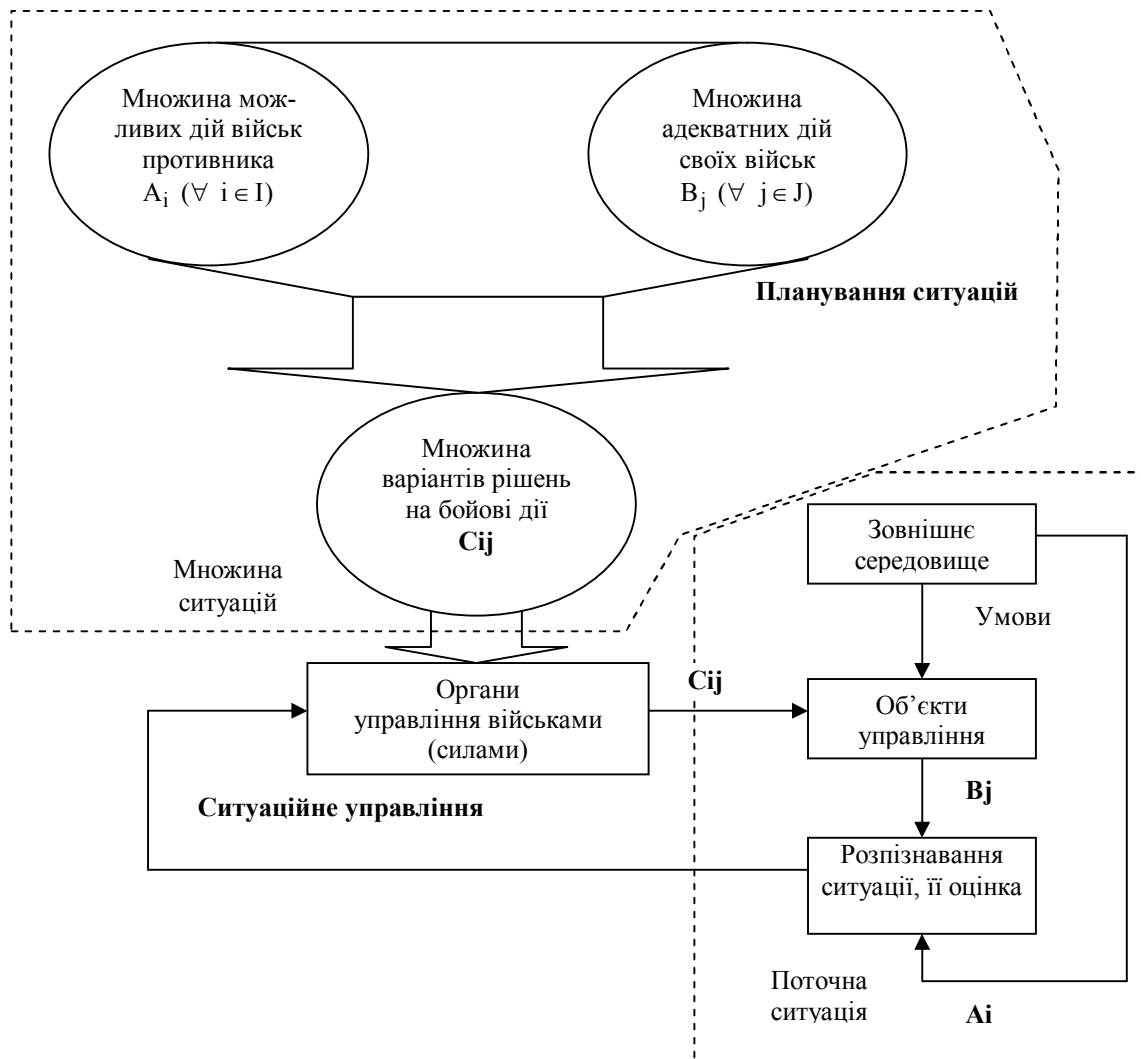 Множина мож-
ливих дій військ
противника
A_i (∀ i ∈ I)
Множина
адекватних дій
своїх військ
B_j (∀ j ∈ J)
Планування ситуацій
Множина
варіантів рішень
на бойові дії
Cij
Множина
ситуацій
Зовнішнє
середовище
Умови
Органи
управління військами
(силами)
Cij
Об’єкти
управління
Ситуаційне управління
Bj
Розпізнавання
ситуації, її оцінка
Поточна
ситуація
Ai